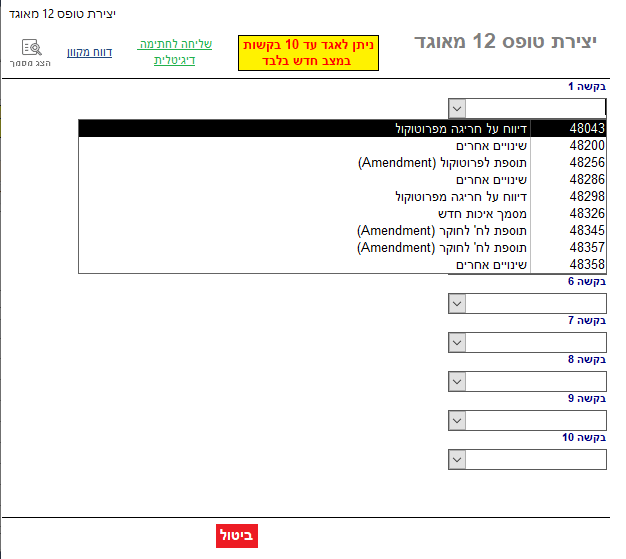 יצירת טופס 12 מאוגד
יצירת טופס 12 מאוגד
ניתן לאגד עד 10 בקשות
במצב חדש בלבד
שליחה לחתימה
דיגיטלית
דווח מקוון
הצג מסמך
בקשה 1
48043 דיווח על חריגה מפרוטוקול
48200 שינויים אחרים
48256 תוספת לפרוטוקול (Amendment)
48286 שינויים אחרים
48298 דיווח על חריגה מפרוטוקול
48326 מסמך איכות חדש
48345 תוספת לח' לחוקר (Amendment)
48357 תוספת לח' לחוקר (Amendment)
48358 שינויים אחרים
בקשה 6
בקשה 7
בקשה 8
בקשה 9
בקשה 10
ביטול